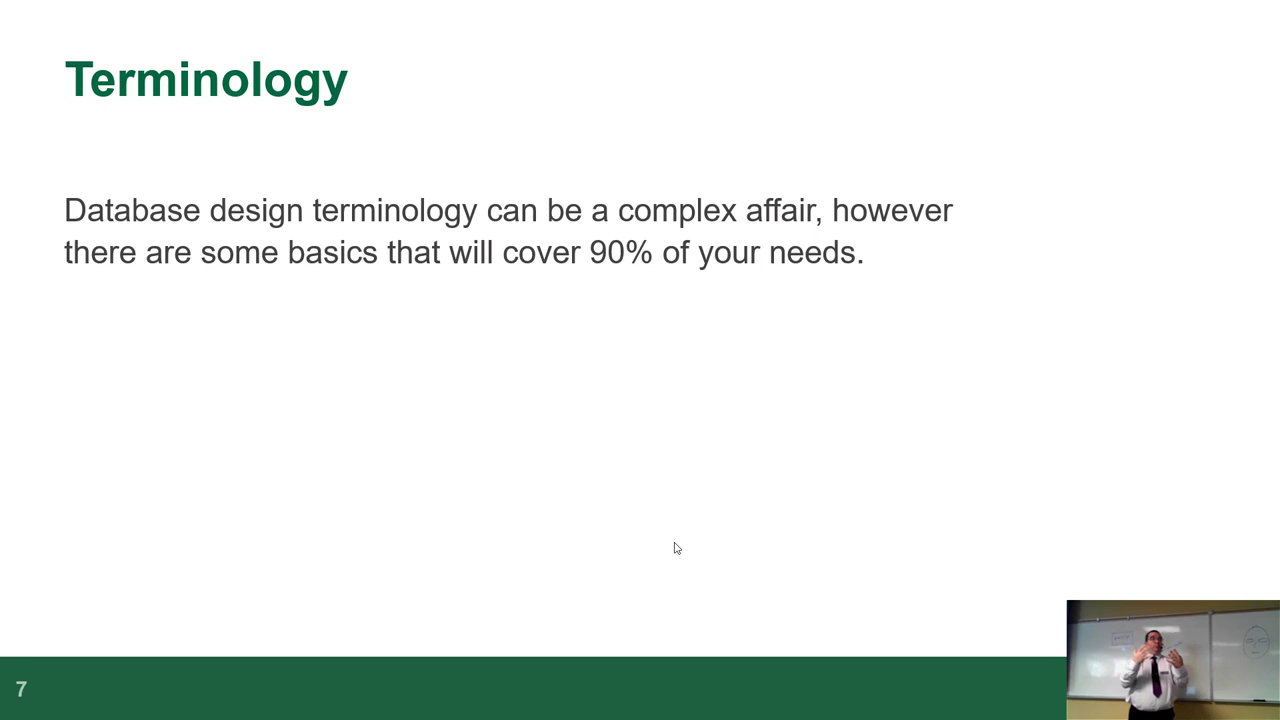 Terminology
Database design terminology can be a complex affair, however
there are some basics that will cover 90% of your needs.
7